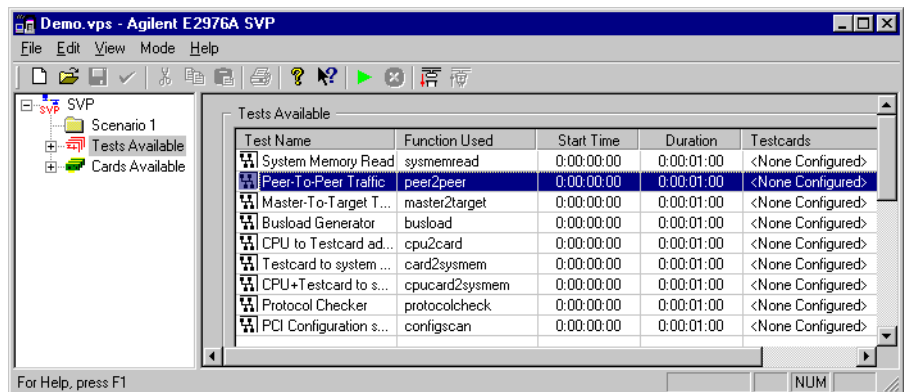 Demo.vps - Agilent E2976A SVP
File Edit View Mode Help
SVP
Scenario 1
Tests Available
Cards Available
Tests Available
Test Name Function Used Start Time Duration Testcards
System Memory Read sysmemread 0:00:00:00 0:00:01:00 <None Configured>
Peer-To-Peer Traffic peer2peer 0:00:00:00 0:00:01:00 <None Configured>
Master-To-Target T... master2target 0:00:00:00 0:00:01:00 <None Configured>
Busload Generator busload 0:00:00:00 0:00:01:00 <None Configured>
CPU to Testcard ad... cpu2card 0:00:00:00 0:00:01:00 <None Configured>
Testcard to system ... card2sysmem 0:00:00:00 0:00:01:00 <None Configured>
CPU+Testcard to s... cpucard2sysmem 0:00:00:00 0:00:01:00 <None Configured>
Protocol Checker protocolcheck 0:00:00:00 0:00:01:00 <None Configured>
PCI Configuration s... configscan 0:00:00:00 0:00:01:00 <None Configured>
For Help, press F1 NUM